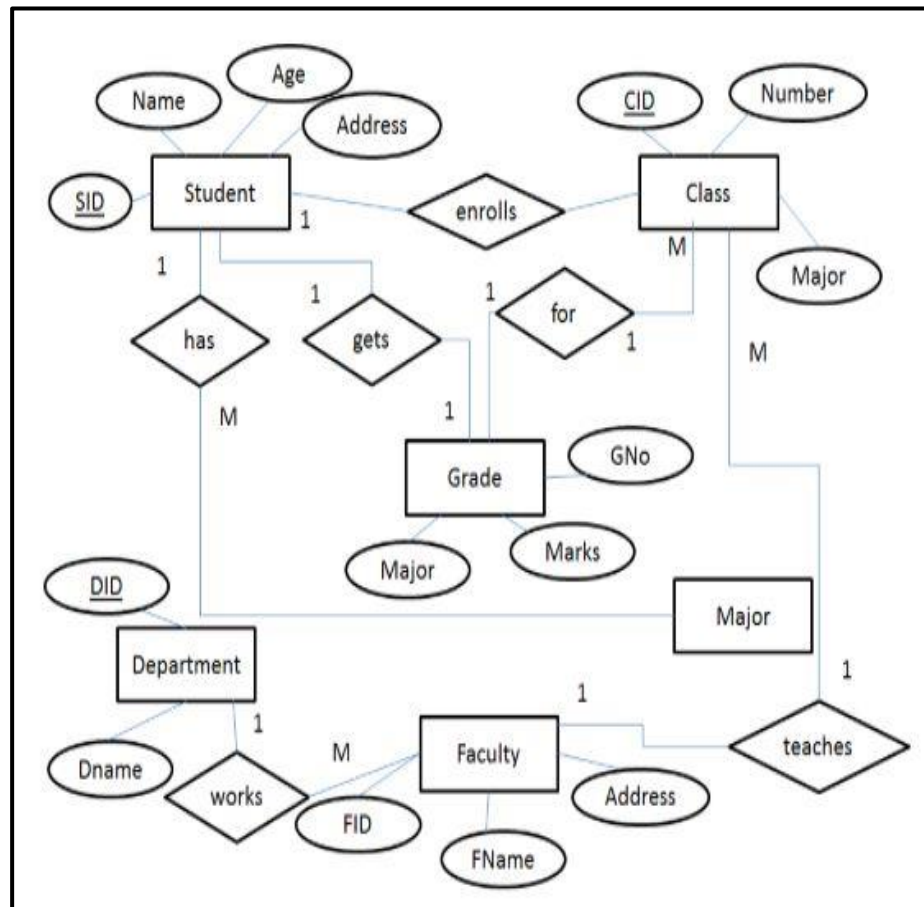 Age
Name
Address
SID
Student
CID
Number
Class
enrolls
Major
1
1
1
M
1
for
1
has
gets
M
M
1
GNo
Grade
Major
Marks
DID
Major
Department
1
1
1
M
Faculty
teaches
Dname
works
FID
Address
FName